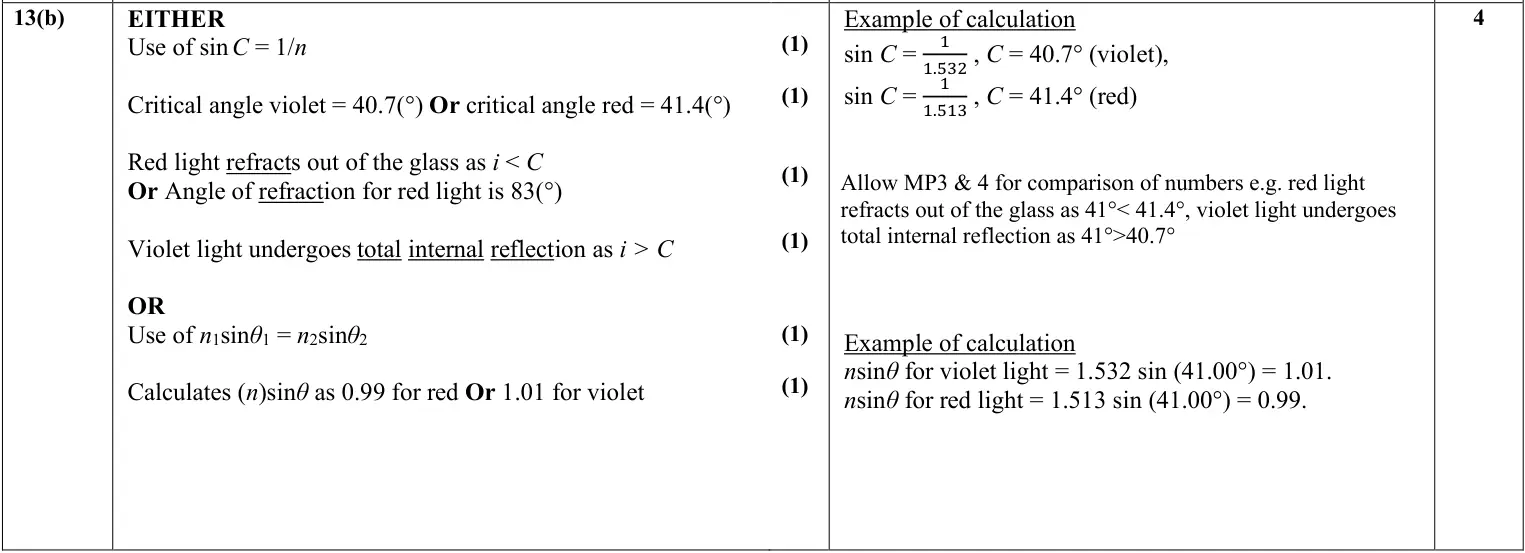 13(b)
EITHER
Use of sin C = 1/n (1)
Critical angle violet = 40.7(°) Or critical angle red = 41.4(°) (1)
Red light refracts out of the glass as i < C
Or Angle of refraction for red light is 83(°) (1)
Violet light undergoes total internal reflection as i > C (1)
OR
Use of n₁sinθ₁ = n₂sinθ₂ (1)
Calculates (n)sinθ as 0.99 for red Or 1.01 for violet (1)
Example of calculation
sin C = 1/1.532 , C = 40.7° (violet),
sin C = 1/1.513 , C = 41.4° (red)
Allow MP3 & 4 for comparison of numbers e.g. red light
refracts out of the glass as 41°< 41.4°, violet light undergoes
total internal reflection as 41°>40.7°
Example of calculation
nsinθ for violet light = 1.532 sin (41.00°) = 1.01.
nsinθ for red light = 1.513 sin (41.00°) = 0.99.
4